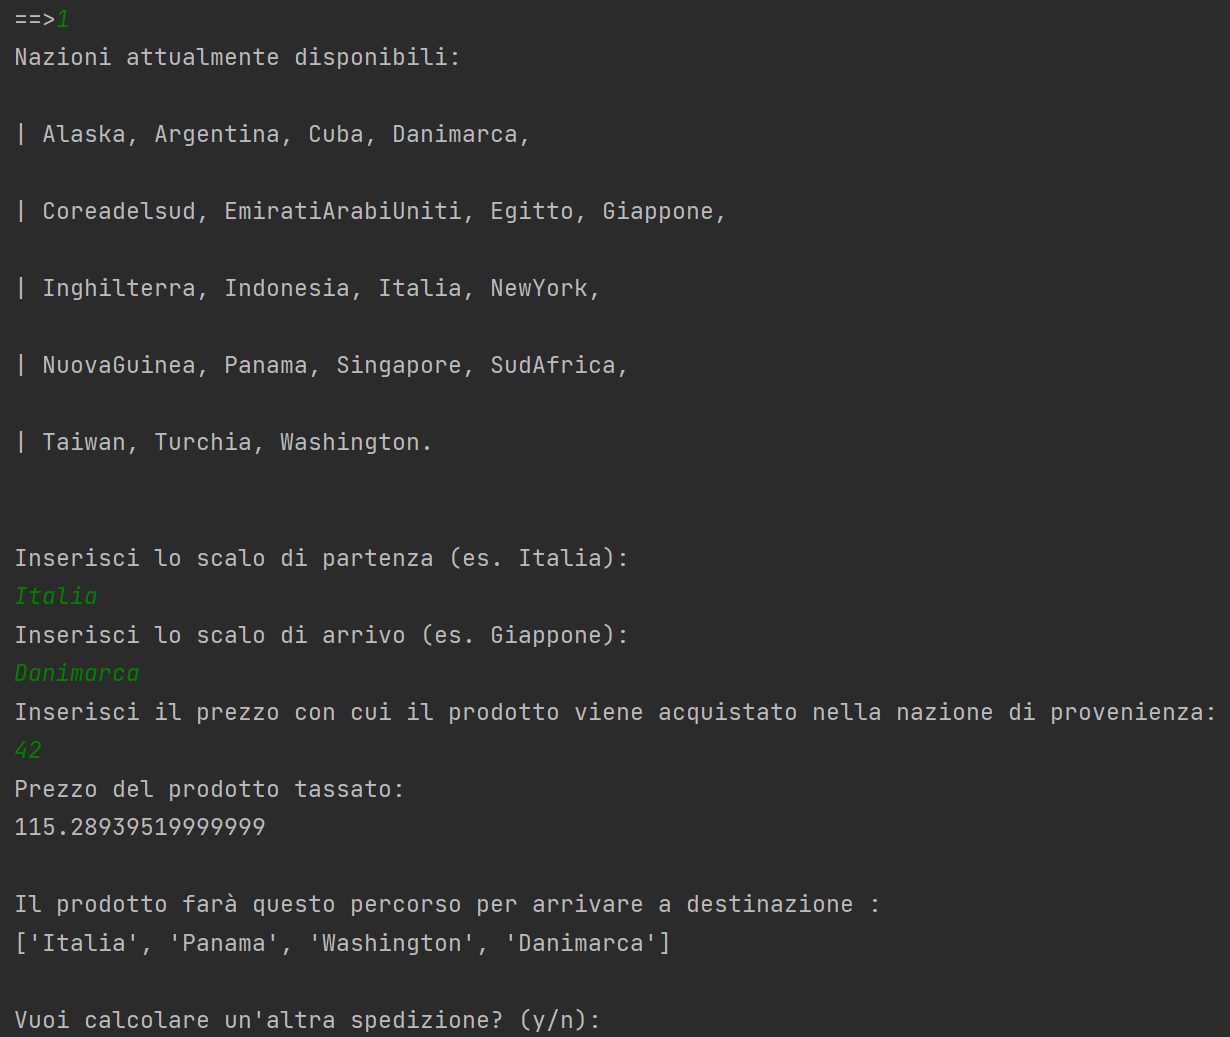 ==>1
Nazioni attualmente disponibili:
| Alaska, Argentina, Cuba, Danimarca,
| Coreadelsud, EmiratiArabiUniti, Egitto, Giappone,
| Inghilterra, Indonesia, Italia, NewYork,
| NuovaGuinea, Panama, Singapore, SudAfrica,
| Taiwan, Turchia, Washington.
Inserisci lo scalo di partenza (es. Italia):
Italia
Inserisci lo scalo di arrivo (es. Giappone):
Danimarca
Inserisci il prezzo con cui il prodotto viene acquistato nella nazione di provenienza:
42
Prezzo del prodotto tassato:
115.28939519999999
Il prodotto farà questo percorso per arrivare a destinazione :
['Italia', 'Panama', 'Washington', 'Danimarca']
Vuoi calcolare un'altra spedizione? (y/n):